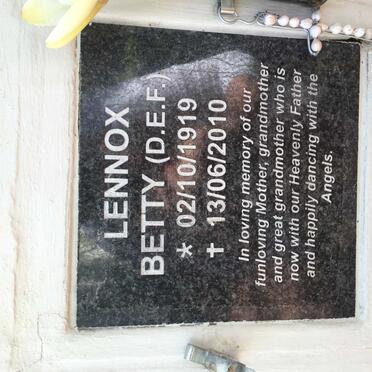 LENNOX
BETTY (D.E.F.)
* 02/10/1919
† 13/06/2010
In loving memory of our
funloving Mother, grandmother
and great grandmother who is
now with our Heavenly Father
and happily dancing with the
Angels.